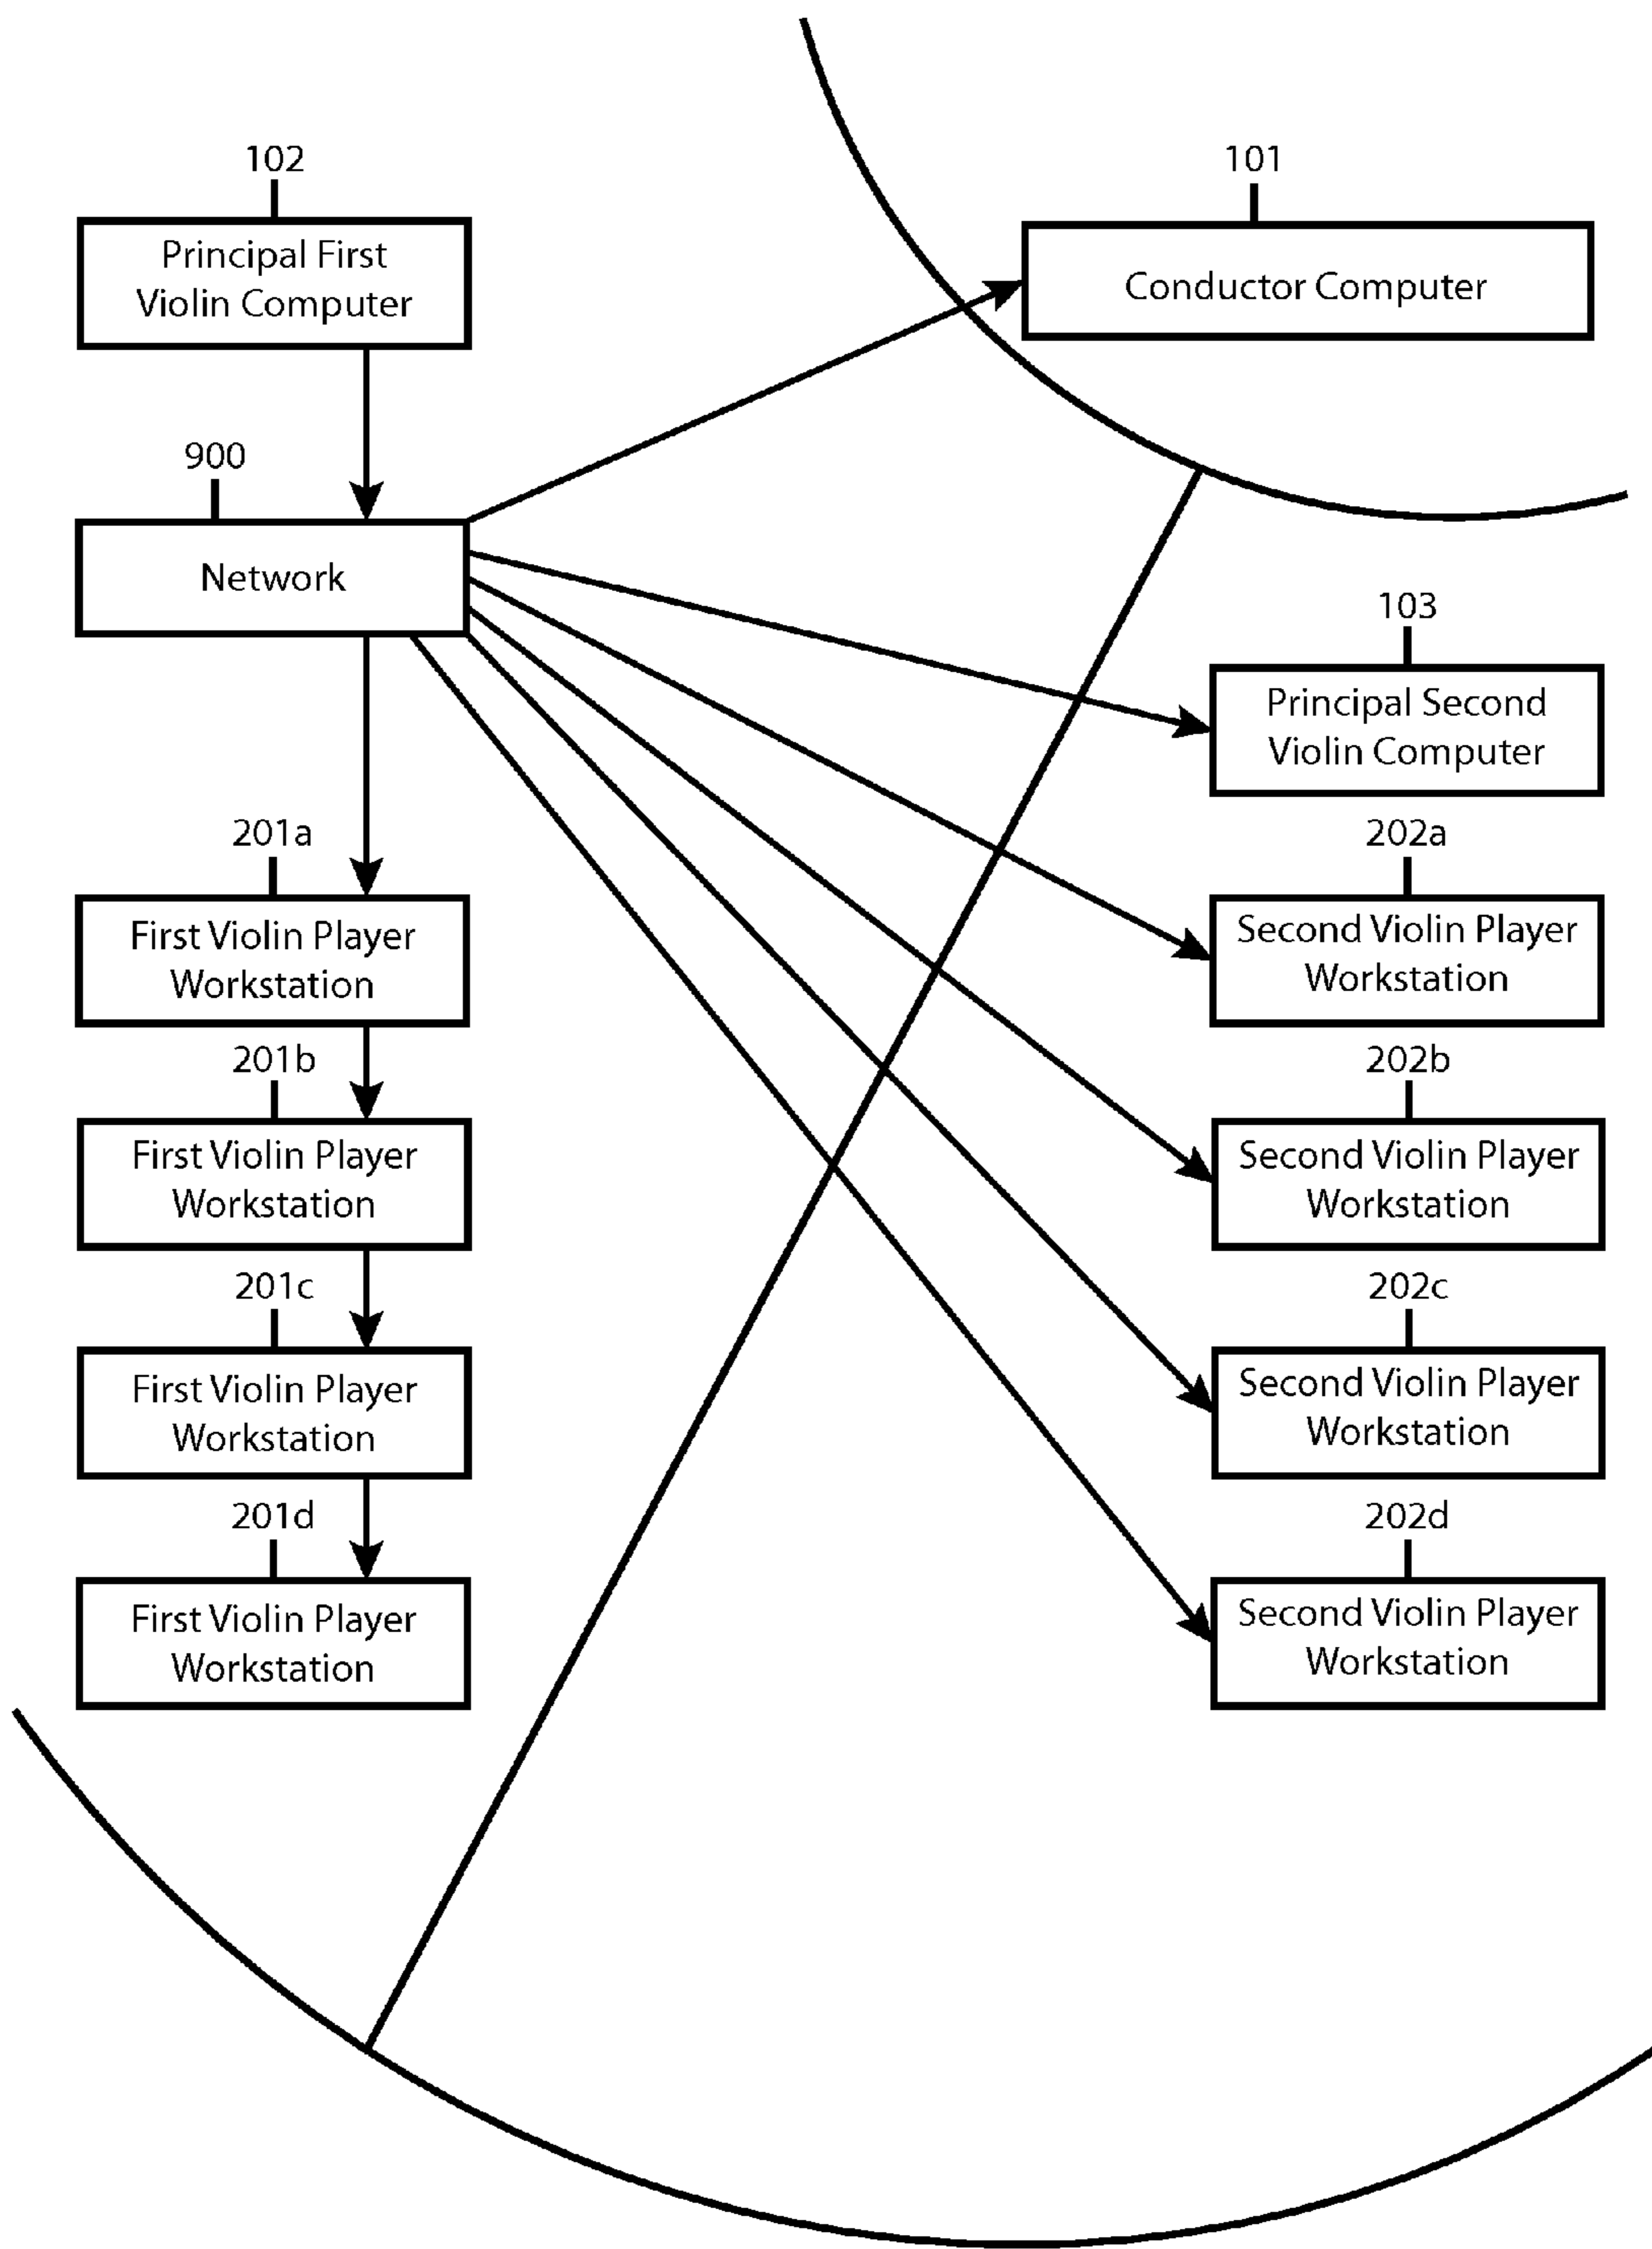 102
Principal First
Violin Computer
101
Conductor Computer
900
Network
103
Principal Second
Violin Computer
201a
First Violin Player
Workstation
202a
Second Violin Player
Workstation
201b
First Violin Player
Workstation
202b
Second Violin Player
Workstation
201c
First Violin Player
Workstation
202c
Second Violin Player
Workstation
201d
First Violin Player
Workstation
202d
Second Violin Player
Workstation